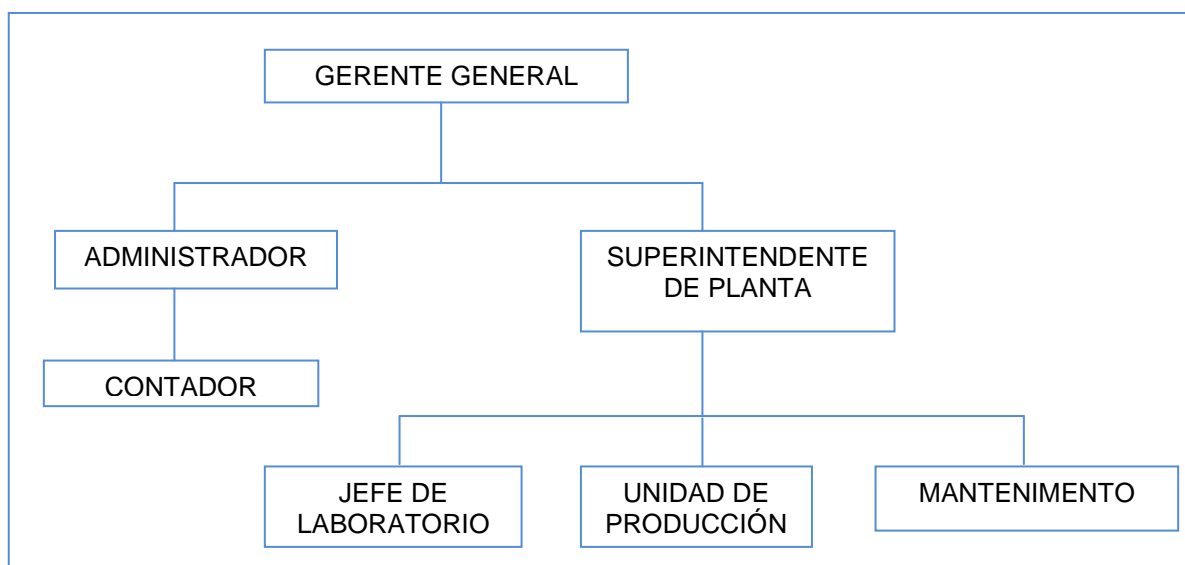 GERENTE GENERAL
ADMINISTRADOR
SUPERINTENDENTE
DE PLANTA
CONTADOR
JEFE DE
LABORATORIO
UNIDAD DE
PRODUCCIÓN
MANTENIMENTO